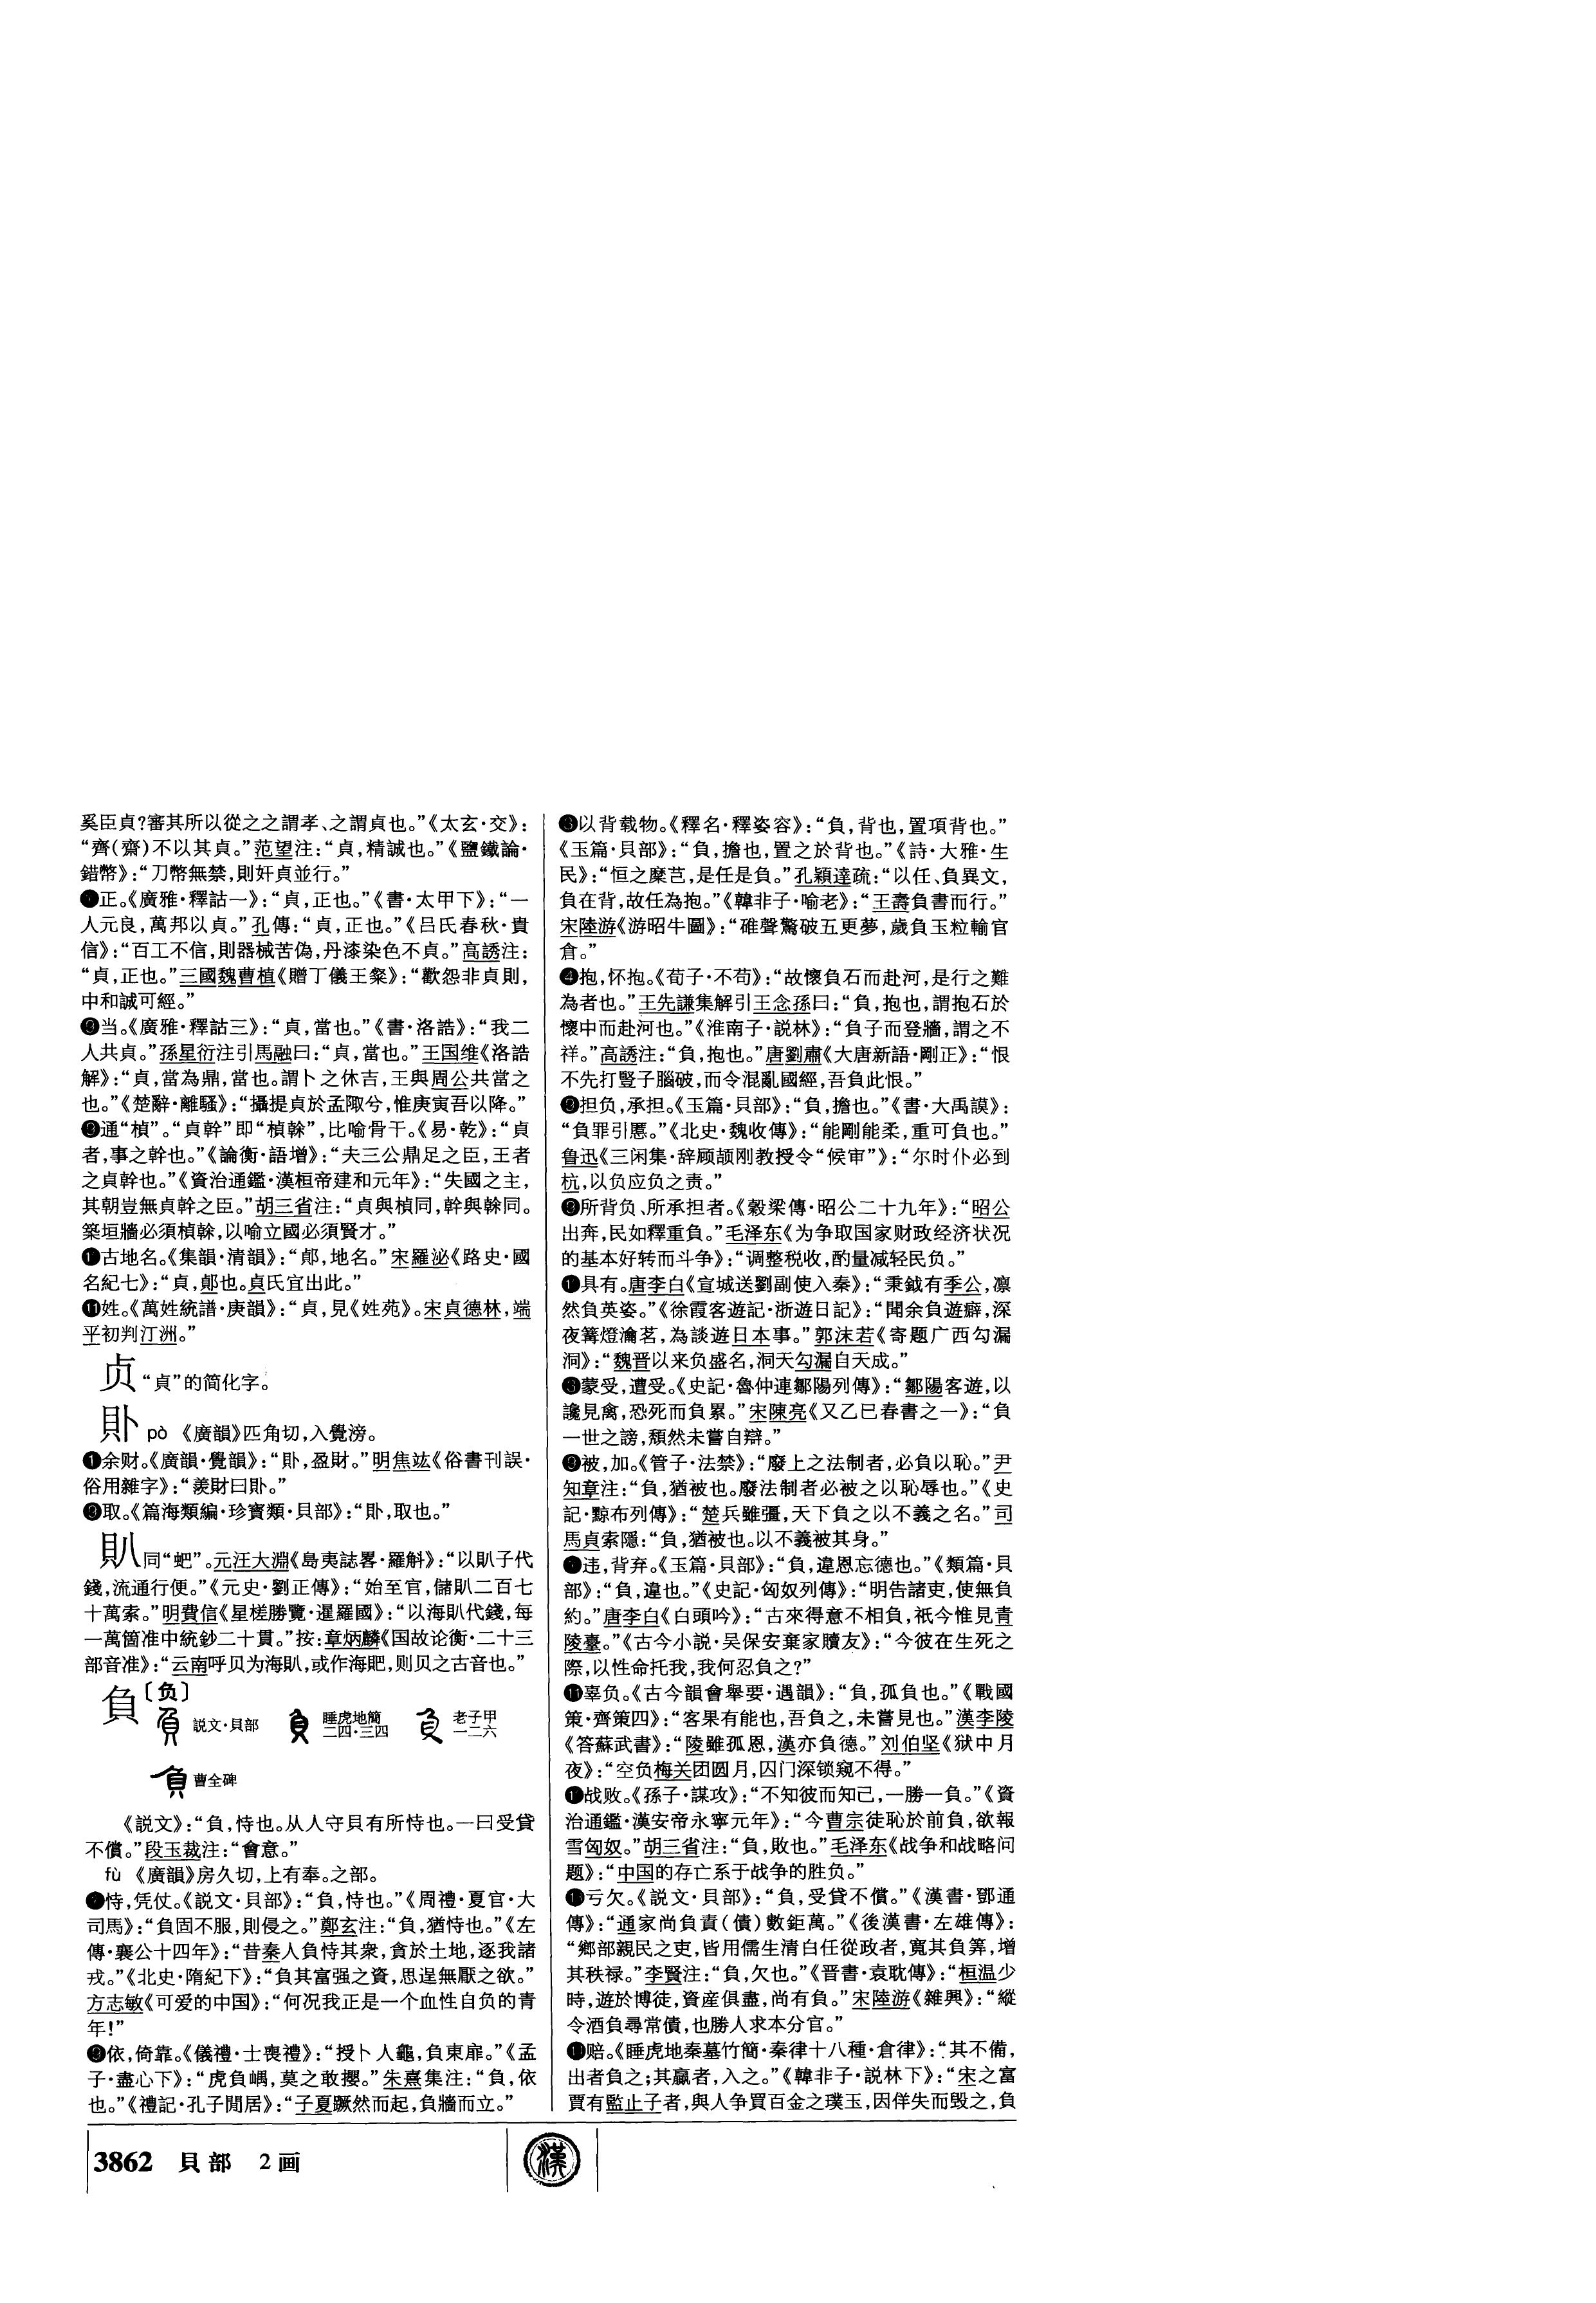 奚臣貞?審其所以從之之謂孝、之謂貞也。”《太玄·交》:
“齊(齋)不以其貞。”范望注:“貞,精誠也。”《鹽鐵論·
錯幣》:“刀幣無禁,則奸貞並行。”
正。《廣雅·釋詁一》:“貞,正也。”《書·太甲下》:“一
人元良,萬邦以貞。”孔傳:“貞,正也。”《吕氏春秋·貴
信》:“百工不信,則器械苦偽,丹漆染色不貞。”高誘注:
“貞,正也。”三國魏曹植《贈丁儀王粲》:“歡怨非貞則,
中和誠可經。”
当。《廣雅·釋詁三》:“貞,當也。”《書·洛誥》:“我二
人共貞。”孫星衍注引馬融曰:“貞,當也。”王国维《洛誥
解》:“貞,當為鼎,當也。謂卜之休吉,王與周公共當之
也。”《楚辭·離騷》:“攝提貞於孟陬兮,惟庚寅吾以降。”
通“楨”。“貞幹”即“楨榦”,比喻骨干。《易·乾》:“貞
者,事之幹也。”《論衡·語增》:“夫三公鼎足之臣,王者
之貞幹也。”《資治通鑑·漢桓帝建和元年》:“失國之主,
其朝豈無貞幹之臣。”胡三省注:“貞與楨同,幹與榦同。
築垣牆必須楨榦,以喻立國必須賢才。”
古地名。《集韻·清韻》:“鄖,地名。”宋羅泌《路史·國
名紀七》:“貞,鄖也。貞氏宜出此。”
⓫姓。《萬姓統譜·庚韻》:“貞,見《姓苑》。宋貞德林,端
平初判汀洲。”
贞 “貞”的简化字。
䝤 pò 《廣韻》匹角切,入覺滂。
❶余财。《廣韻·覺韻》:“䝤,盈財。”明焦竑《俗書刊誤·
俗用雜字》:“羡財曰䝤。”
取。《篇海類編·珍寶類·貝部》:“䝤,取也。”
𧴤 同“蚆”。元汪大淵《島夷誌畧·羅斛》:“以𧴤子代
錢,流通行便。”《元史·劉正傳》:“始至官,儲𧴤二百七
十萬索。”明費信《星槎勝覽·暹羅國》:“以海𧴤代錢,每
一萬箇准中統鈔二十貫。”按:章炳麟《国故论衡·二十三
部音准》:“云南呼贝为海𧴤,或作海䏶,则贝之古音也。”
負〔负〕
説文·貝部 睡虎地簡二四·三四 老子甲一二六
曹全碑
《説文》:“負,恃也。从人守貝有所恃也。一曰受貸
不償。”段玉裁注:“會意。”
fù 《廣韻》房久切,上有奉。之部。
恃,凭仗。《説文·貝部》:“負,恃也。”《周禮·夏官·大
司馬》:“負固不服,則侵之。”鄭玄注:“負,猶恃也。”《左
傳·襄公十四年》:“昔秦人負恃其衆,貪於土地,逐我諸
戎。”《北史·隋紀下》:“負其富强之資,思逞無厭之欲。”
方志敏《可爱的中国》:“何况我正是一个血性自负的青
年!”
依,倚靠。《儀禮·士喪禮》:“授卜人龜,負東扉。”《孟
子·盡心下》:“虎負嵎,莫之敢攖。”朱熹集注:“負,依
也。”《禮記·孔子閒居》:“子夏蹶然而起,負牆而立。”
❸以背载物。《釋名·釋姿容》:“負,背也,置項背也。”
《玉篇·貝部》:“負,擔也,置之於背也。”《詩·大雅·生
民》:“恒之穈芑,是任是負。”孔穎達疏:“以任、負異文,
負在背,故任為抱。”《韓非子·喻老》:“王壽負書而行。”
宋陸游《游昭牛圖》:“碓聲驚破五更夢,歲負玉粒輸官
倉。”
❹抱,怀抱。《荀子·不苟》:“故懷負石而赴河,是行之難
為者也。”王先謙集解引王念孫曰:“負,抱也,謂抱石於
懷中而赴河也。”《淮南子·説林》:“負子而登牆,謂之不
祥。”高誘注:“負,抱也。”唐劉肅《大唐新語·剛正》:“恨
不先打豎子腦破,而令混亂國經,吾負此恨。”
担负,承担。《玉篇·貝部》:“負,擔也。”《書·大禹謨》:
“負罪引慝。”《北史·魏收傳》:“能剛能柔,重可負也。”
鲁迅《三闲集·辞顾颉刚教授令“候审”》:“尔时仆必到
杭,以负应负之责。”
所背负、所承担者。《穀梁傳·昭公二十九年》:“昭公
出奔,民如釋重負。”毛泽东《为争取国家财政经济状况
的基本好转而斗争》:“调整税收,酌量减轻民负。”
具有。唐李白《宣城送劉副使入秦》:“秉鉞有季公,凛
然負英姿。”《徐霞客遊記·浙遊日記》:“聞余負遊癖,深
夜篝燈瀹茗,為談遊日本事。”郭沫若《寄题广西勾漏
洞》:“魏晋以来负盛名,洞天勾漏自天成。”
蒙受,遭受。《史記·魯仲連鄒陽列傳》:“鄒陽客遊,以
讒見禽,恐死而負累。”宋陳亮《又乙巳春書之一》:“負
一世之謗,頹然未嘗自辯。”
被,加。《管子·法禁》:“廢上之法制者,必負以恥。”尹
知章注:“負,猶被也。廢法制者必被之以恥辱也。”《史
記·黥布列傳》:“楚兵雖彊,天下負之以不義之名。”司
馬貞索隱:“負,猶被也。以不義被其身。”
违,背弃。《玉篇·貝部》:“負,違恩忘德也。”《類篇·貝
部》:“負,違也。”《史記·匈奴列傳》:“明告諸吏,使無負
約。”唐李白《白頭吟》:“古來得意不相負,祇今惟見青
陵臺。”《古今小説·吴保安棄家贖友》:“今彼在生死之
際,以性命托我,我何忍負之?”
⓫辜负。《古今韻會舉要·遇韻》:“負,孤負也。”《戰國
策·齊策四》:“客果有能也,吾負之,未嘗見也。”漢李陵
《答蘇武書》:“陵雖孤恩,漢亦負德。”刘伯坚《狱中月
夜》:“空负梅关团圆月,囚门深锁窥不得。”
战败。《孫子·謀攻》:“不知彼而知己,一勝一負。”《資
治通鑑·漢安帝永寧元年》:“今曹宗徒恥於前負,欲報
雪匈奴。”胡三省注:“負,敗也。”毛泽东《战争和战略问
题》:“中国的存亡系于战争的胜负。”
亏欠。《説文·貝部》:“負,受貸不償。”《漢書·鄧通
傳》:“通家尚負責(債)數鉅萬。”《後漢書·左雄傳》:
“鄉部親民之吏,皆用儒生清白任從政者,寬其負筭,增
其秩禄。”李賢注:“負,欠也。”《晋書·袁耽傳》:“桓温少
時,遊於博徒,資産俱盡,尚有負。”宋陸游《雜興》:“縱
令酒負尋常債,也勝人求本分官。”
赔。《睡虎地秦墓竹簡·秦律十八種·倉律》:“其不備,
出者負之;其贏者,入之。”《韓非子·説林下》:“宋之富
賈有監止子者,與人争買百金之璞玉,因佯失而毁之,負
3862 貝部 2画
漢